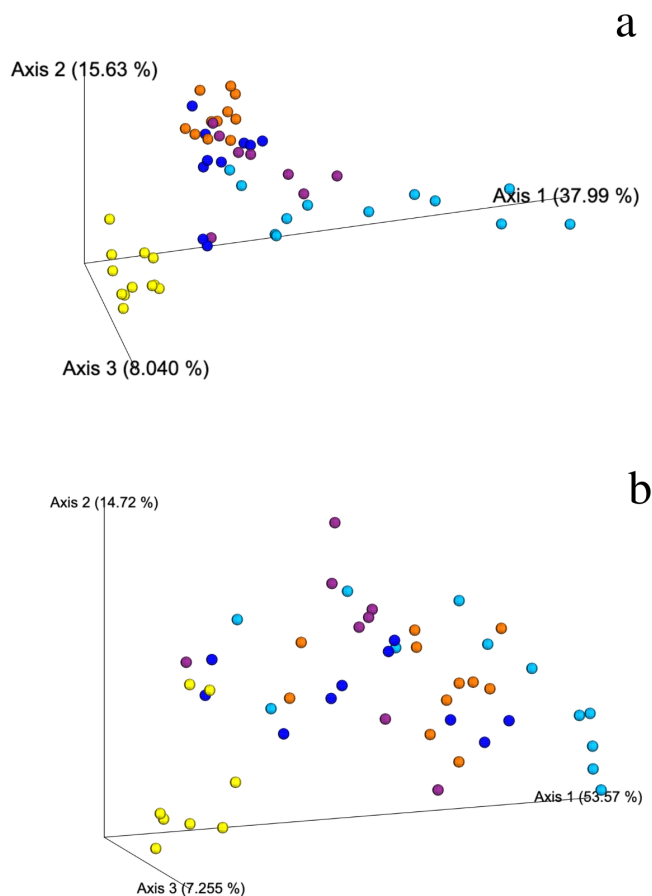 a
Axis 2 (15.63 %)
Axis 1 (37.99 %)
Axis 3 (8.040 %)
b
Axis 2 (14.72 %)
Axis 1 (53.57 %)
Axis 3 (7.255 %)